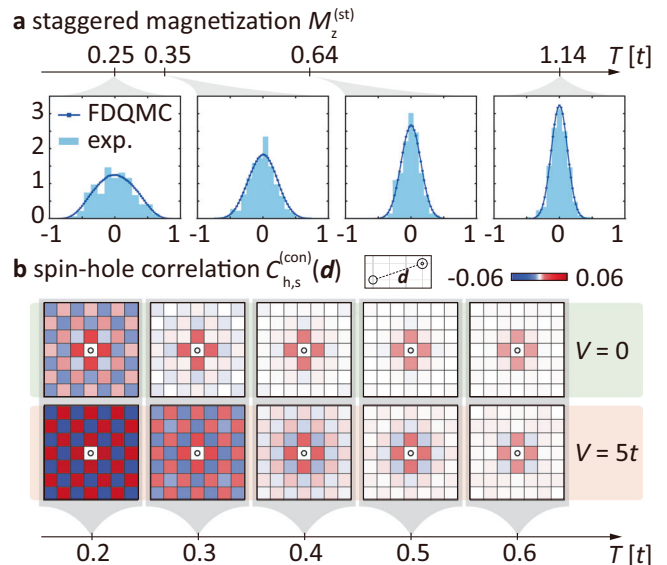 a staggered magnetization M_z^(st)
0.25 0.35 0.64 1.14 T [t]
3
2
1
0
FDQMC
exp.
-1 0 1 -1 0 1 -1 0 1 -1 0 1
b spin-hole correlation C_h,s^(con)(d) d -0.06 0.06
V = 0
V = 5t
0.2 0.3 0.4 0.5 0.6 T [t]